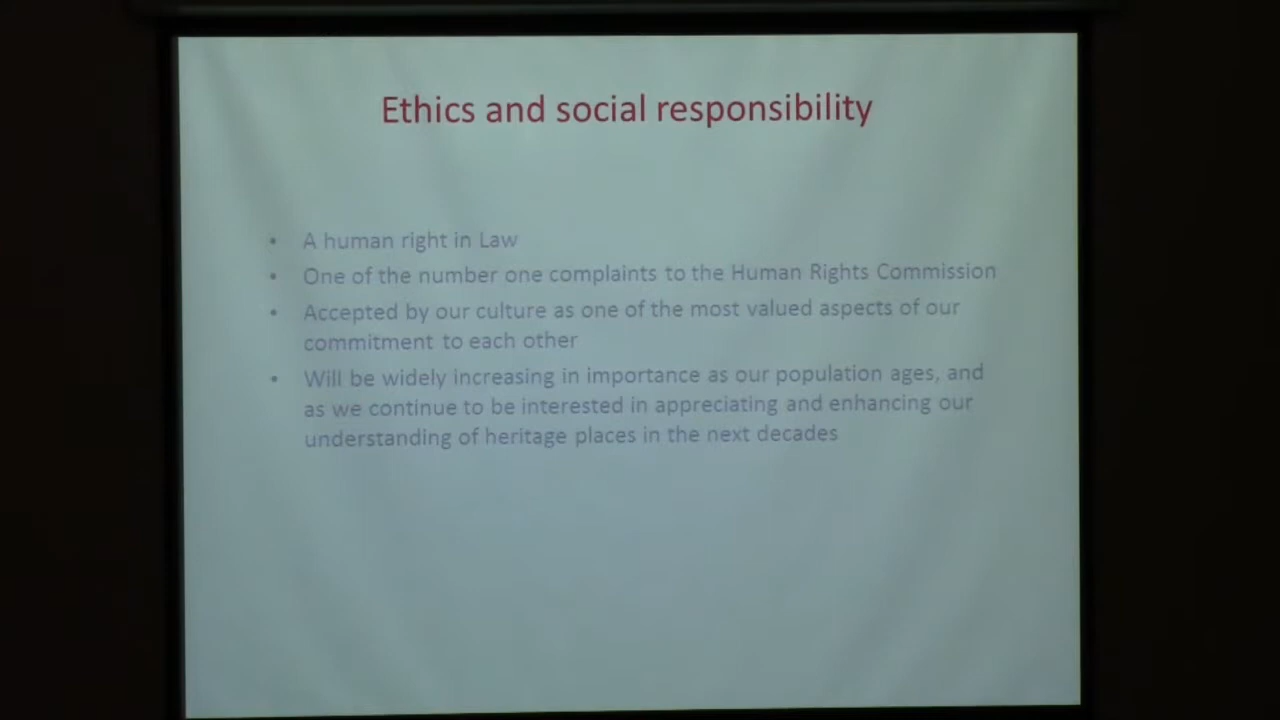 Ethics and social responsibility
• A human right in Law
• One of the number one complaints to the Human Rights Commission
• Accepted by our culture as one of the most valued aspects of our
commitment to each other
• Will be widely increasing in importance as our population ages, and
as we continue to be interested in appreciating and enhancing our
understanding of heritage places in the next decades